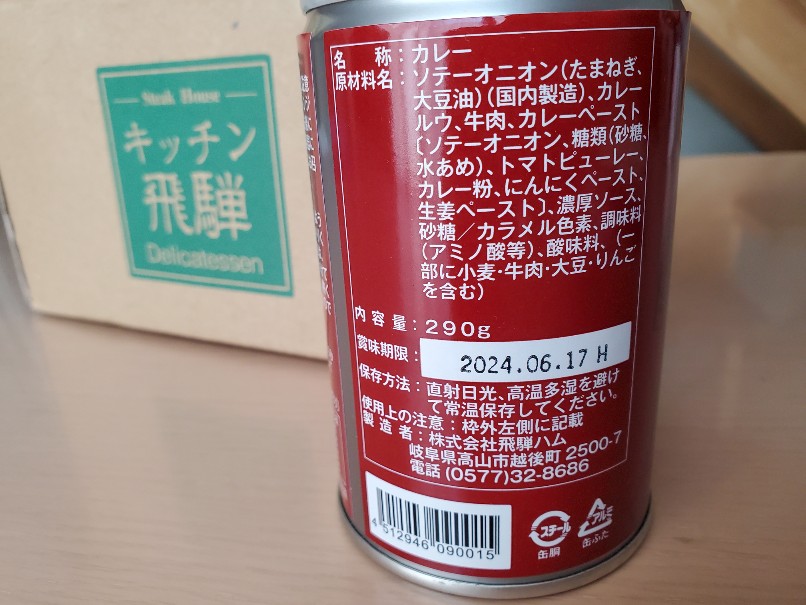 Steak House
キッチン
飛騨
Delicatessen
名 称：カレー
原材料名：ソテーオニオン(たまねぎ、
大豆油)(国内製造)、カレー
ルウ、牛肉、カレーペースト
〔ソテーオニオン、糖類(砂糖、
水あめ)、トマトピューレー、
カレー粉、にんにくペースト、
生姜ペースト〕、濃厚ソース、
砂糖／カラメル色素、調味料
(アミノ酸等)、酸味料、(一
部に小麦・牛肉・大豆・りんご
を含む)
内容量：290g
賞味期限：2024.06.17 H
保存方法：直射日光、高温多湿を避け
て常温保存してください。
使用上の注意：枠外左側に記載
製造者：株式会社飛騨ハム
岐阜県高山市越後町2500-7
電話(0577)32-8686
4 512946 090015
スチール
缶胴
アルミ
缶ふた